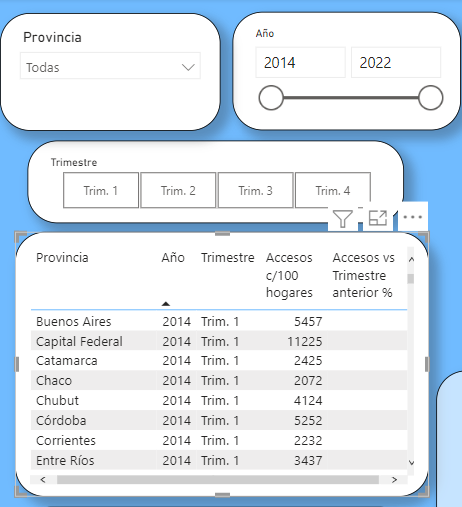 Provincia
Todas
Año
2014 2022
Trimestre
Trim. 1 Trim. 2 Trim. 3 Trim. 4
Provincia Año Trimestre Accesos Accesos vs
c/100 Trimestre
hogares anterior %
Buenos Aires 2014 Trim. 1 5457
Capital Federal 2014 Trim. 1 11225
Catamarca 2014 Trim. 1 2425
Chaco 2014 Trim. 1 2072
Chubut 2014 Trim. 1 4124
Córdoba 2014 Trim. 1 5252
Corrientes 2014 Trim. 1 2232
Entre Ríos 2014 Trim. 1 3437